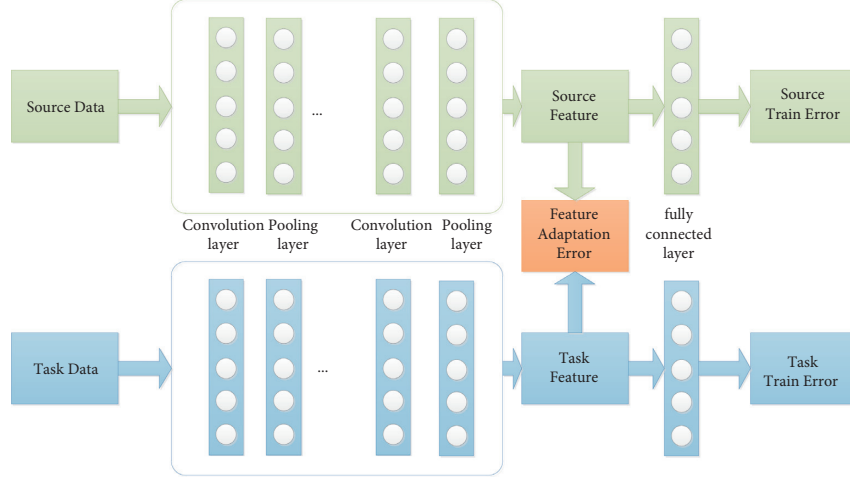 Source Data
...
Source
Feature
Source
Train Error
Convolution
layer
Pooling
layer
Convolution
layer
Pooling
layer
Feature
Adaptation
Error
fully
connected
layer
Task Data
...
Task
Feature
Task
Train Error